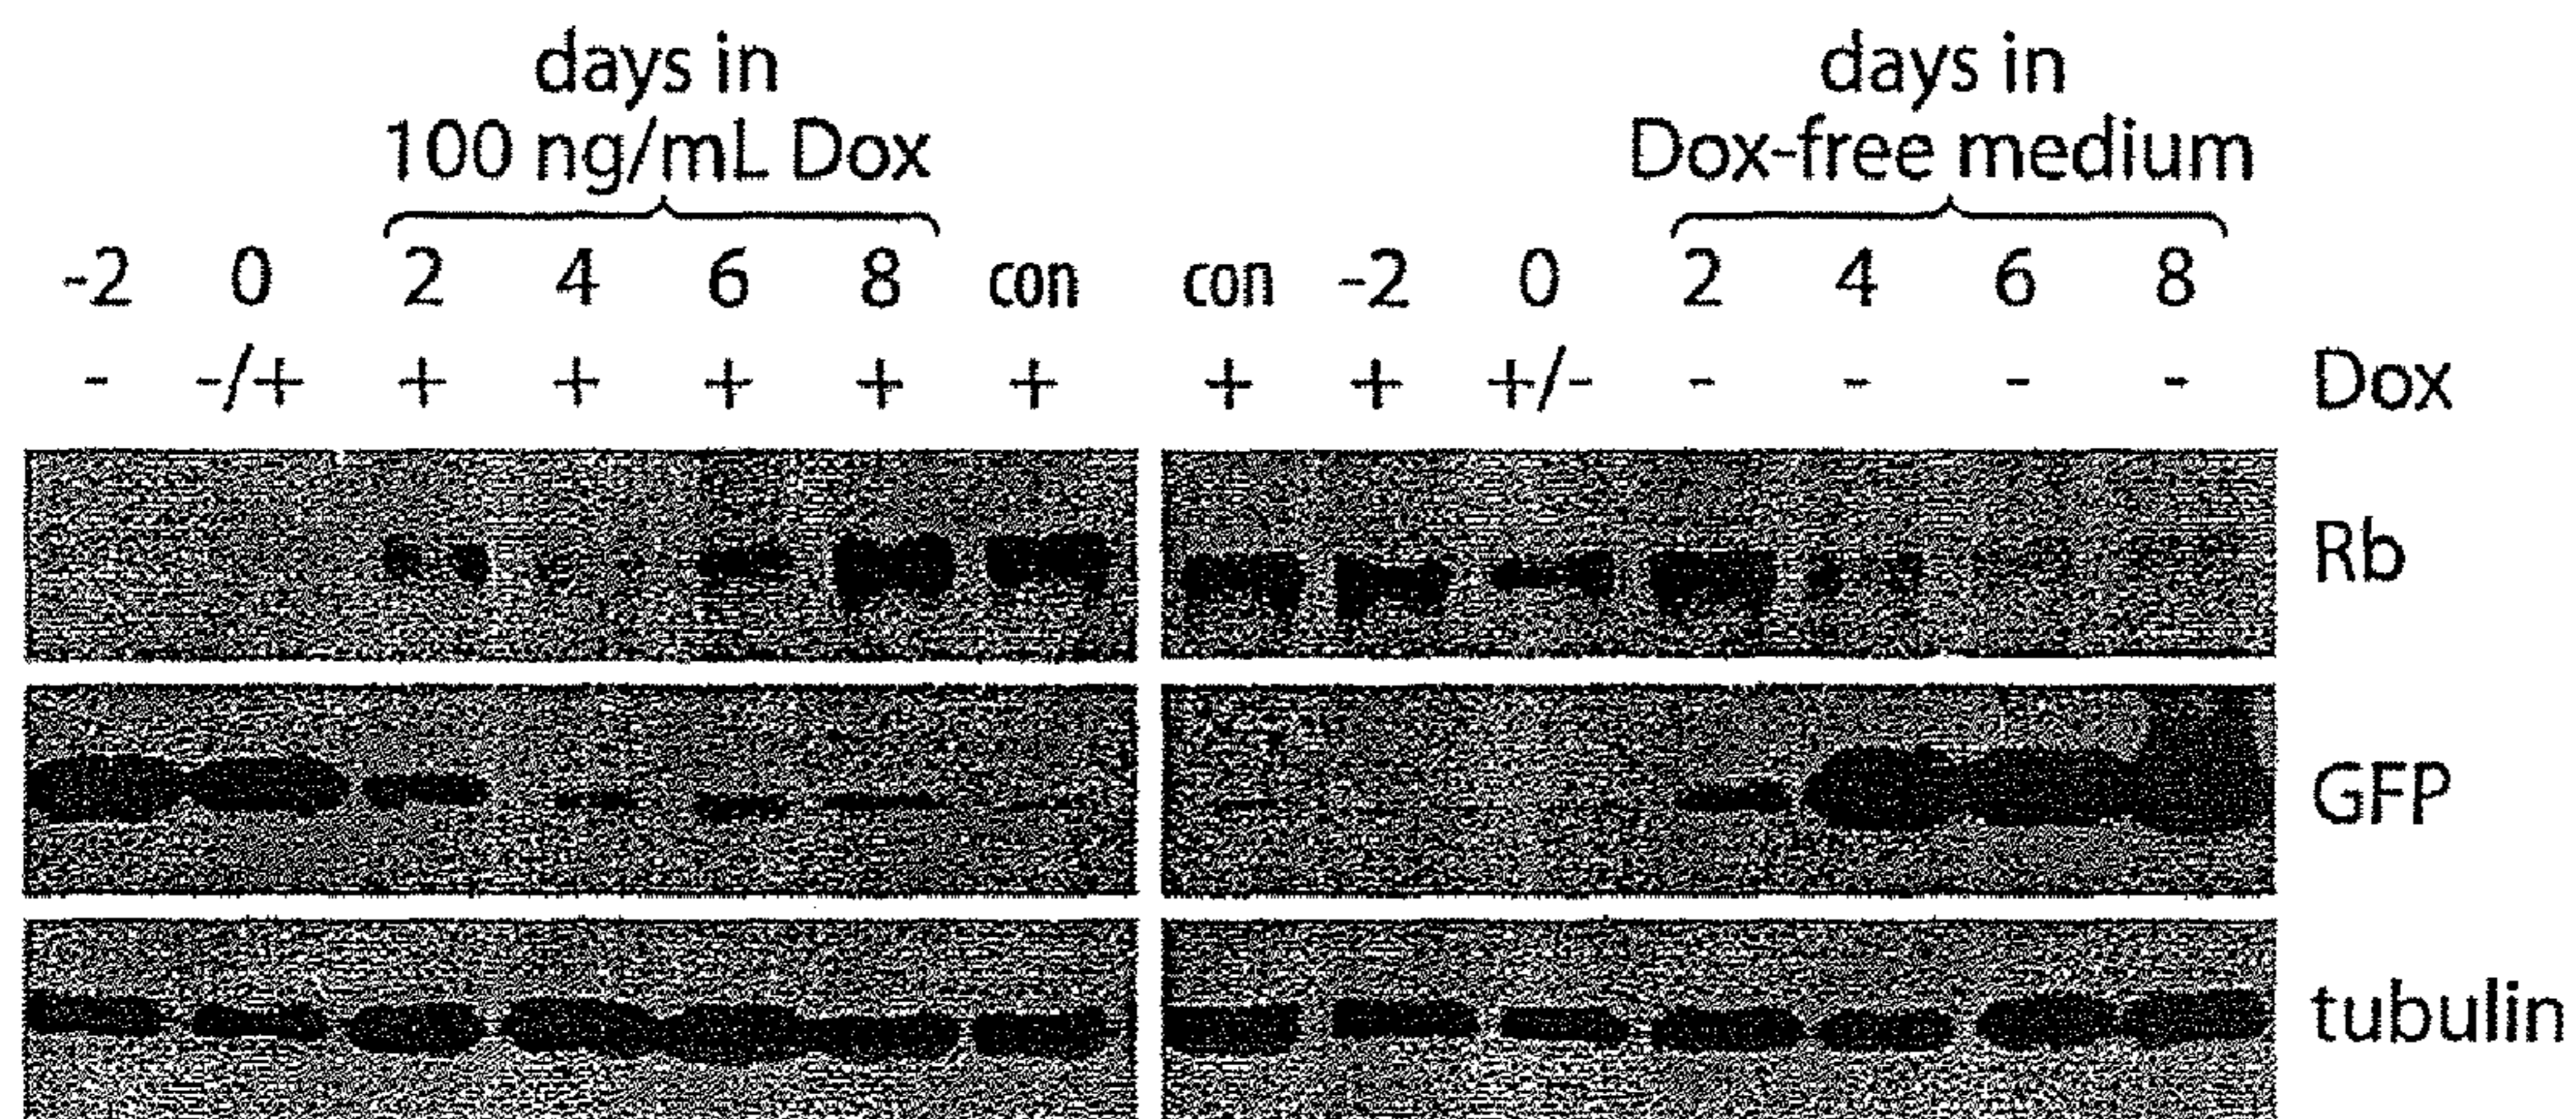 days in
100 ng/mL Dox
days in
Dox-free medium
-2 0 2 4 6 8 con con -2 0 2 4 6 8
- -/+ + + + + + + + +/- - - - - Dox
Rb
GFP
tubulin